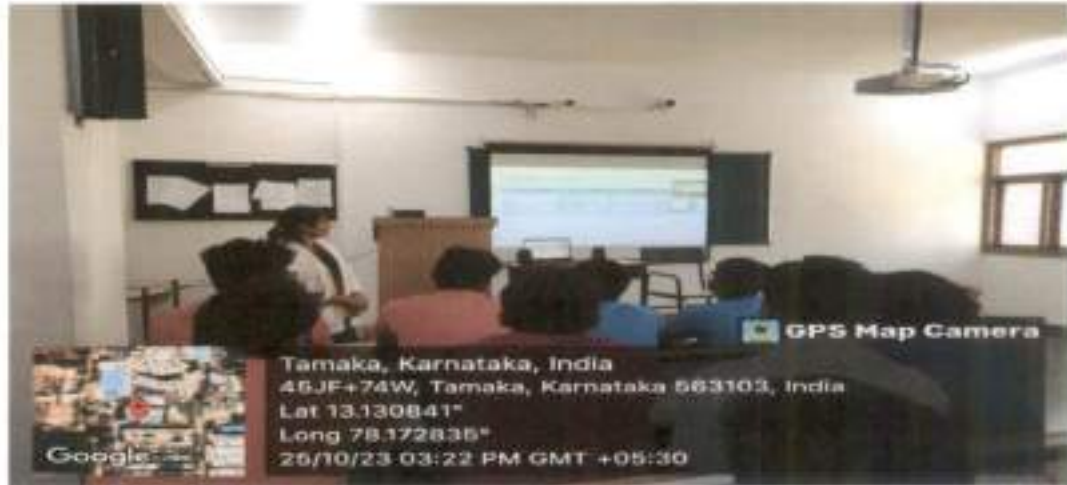 GPS Map Camera
Tamaka, Karnataka, India
45JF+74W, Tamaka, Karnataka 563103, India
Lat 13.130841°
Long 78.172835°
25/10/23 03:22 PM GMT +05:30
Google